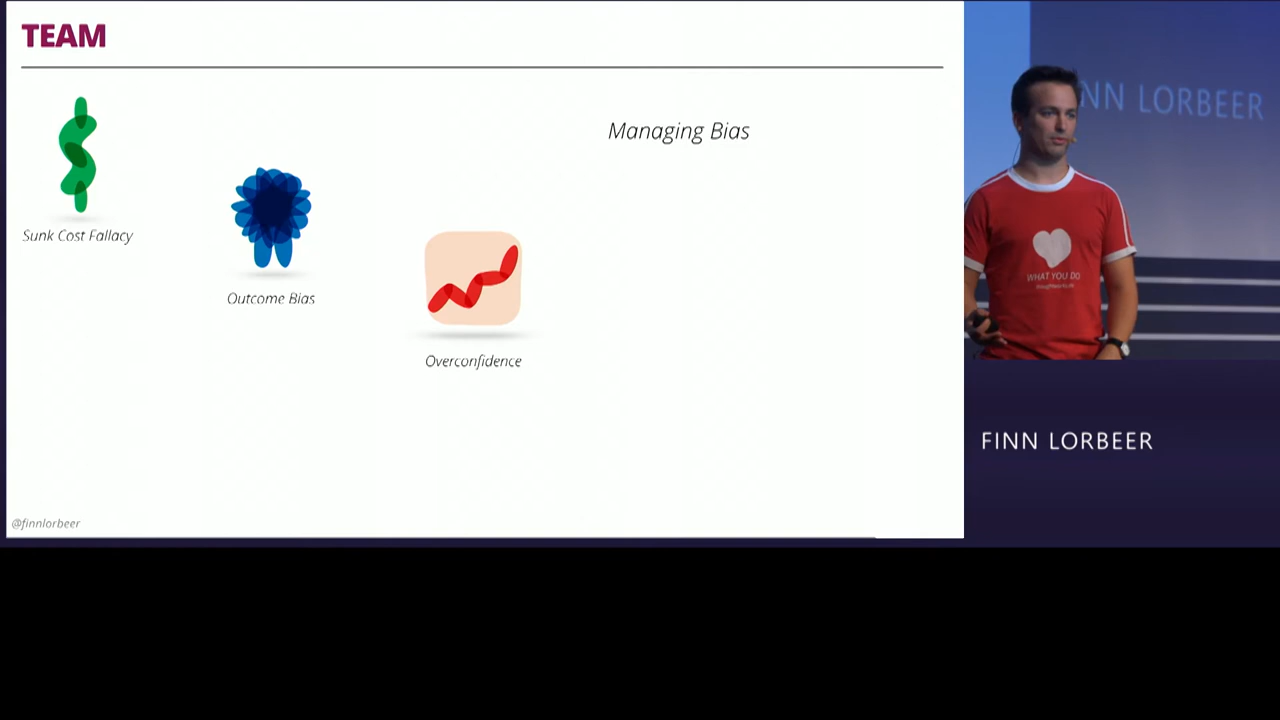 TEAM
Managing Bias
Sunk Cost Fallacy
Outcome Bias
Overconfidence
@finnlorbeer
NN LORBEER
WHAT YOU DO
FINN LORBEER